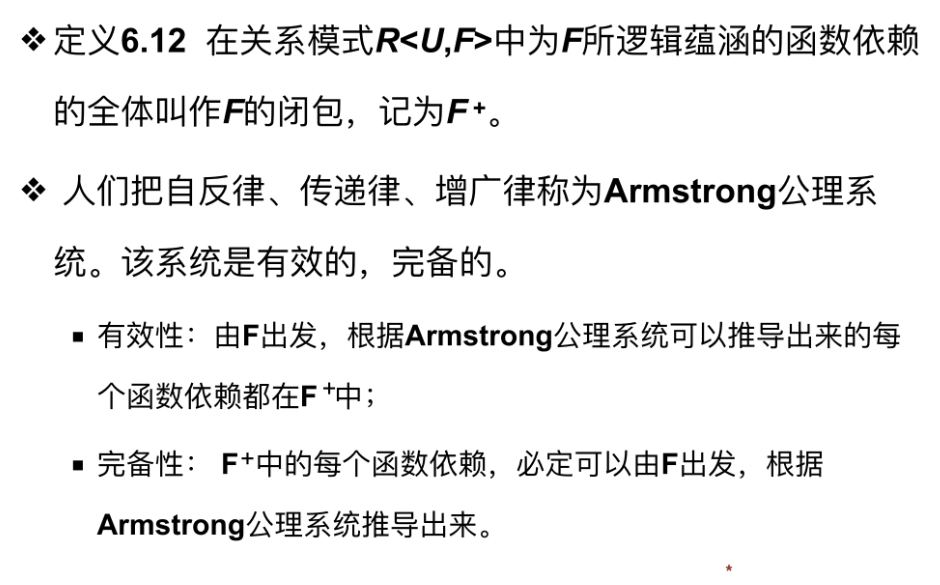 ❖定义6.12 在关系模式R<U,F>中为F所逻辑蕴涵的函数依赖
的全体叫作F的闭包，记为F⁺。
❖ 人们把自反律、传递律、增广律称为Armstrong公理系
统。该系统是有效的，完备的。
▪ 有效性：由F出发，根据Armstrong公理系统可以推导出来的每
个函数依赖都在F⁺中；
▪ 完备性： F⁺中的每个函数依赖，必定可以由F出发，根据
Armstrong公理系统推导出来。
*